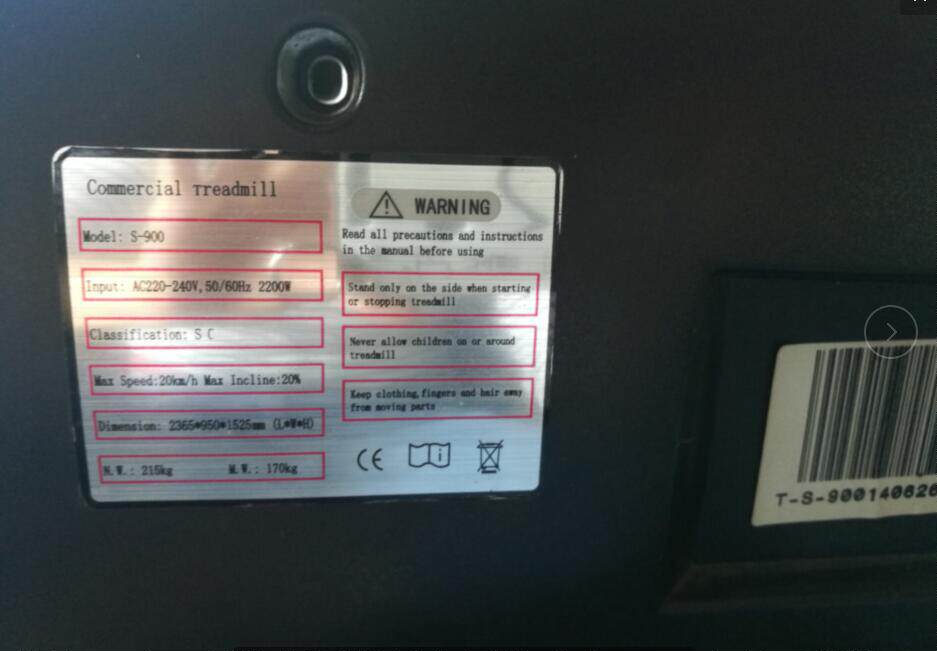 Commercial Treadmill
Model: S-900
Input: AC220-240V,50/60Hz 2200W
Classification: S C
Max Speed:20km/h Max Incline:20%
Dimension: 2365*950*1525mm (L*W*H)
N.W.: 215kg M.W.: 170kg
WARNING
Read all precautions and instructions
in the manual before using
Stand only on the side when starting
or stopping treadmill
Never allow children on or around
treadmill
Keep clothing,fingers and hair away
from moving parts
CE
T-S-900140626